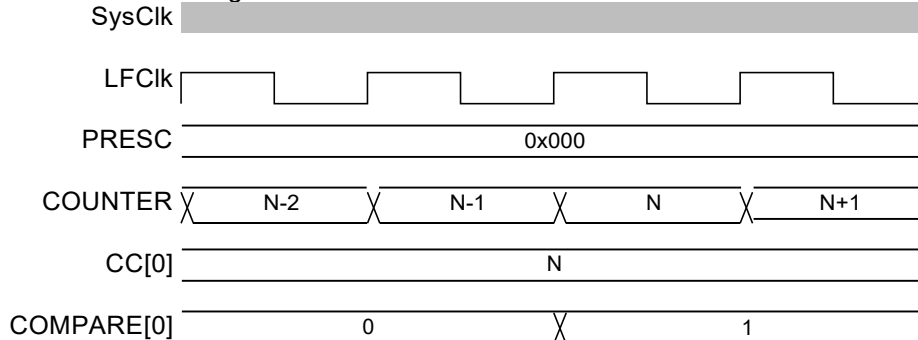 SysClk
LFClk
PRESC 0x000
COUNTER N-2 N-1 N N+1
CC[0] N
COMPARE[0] 0 1